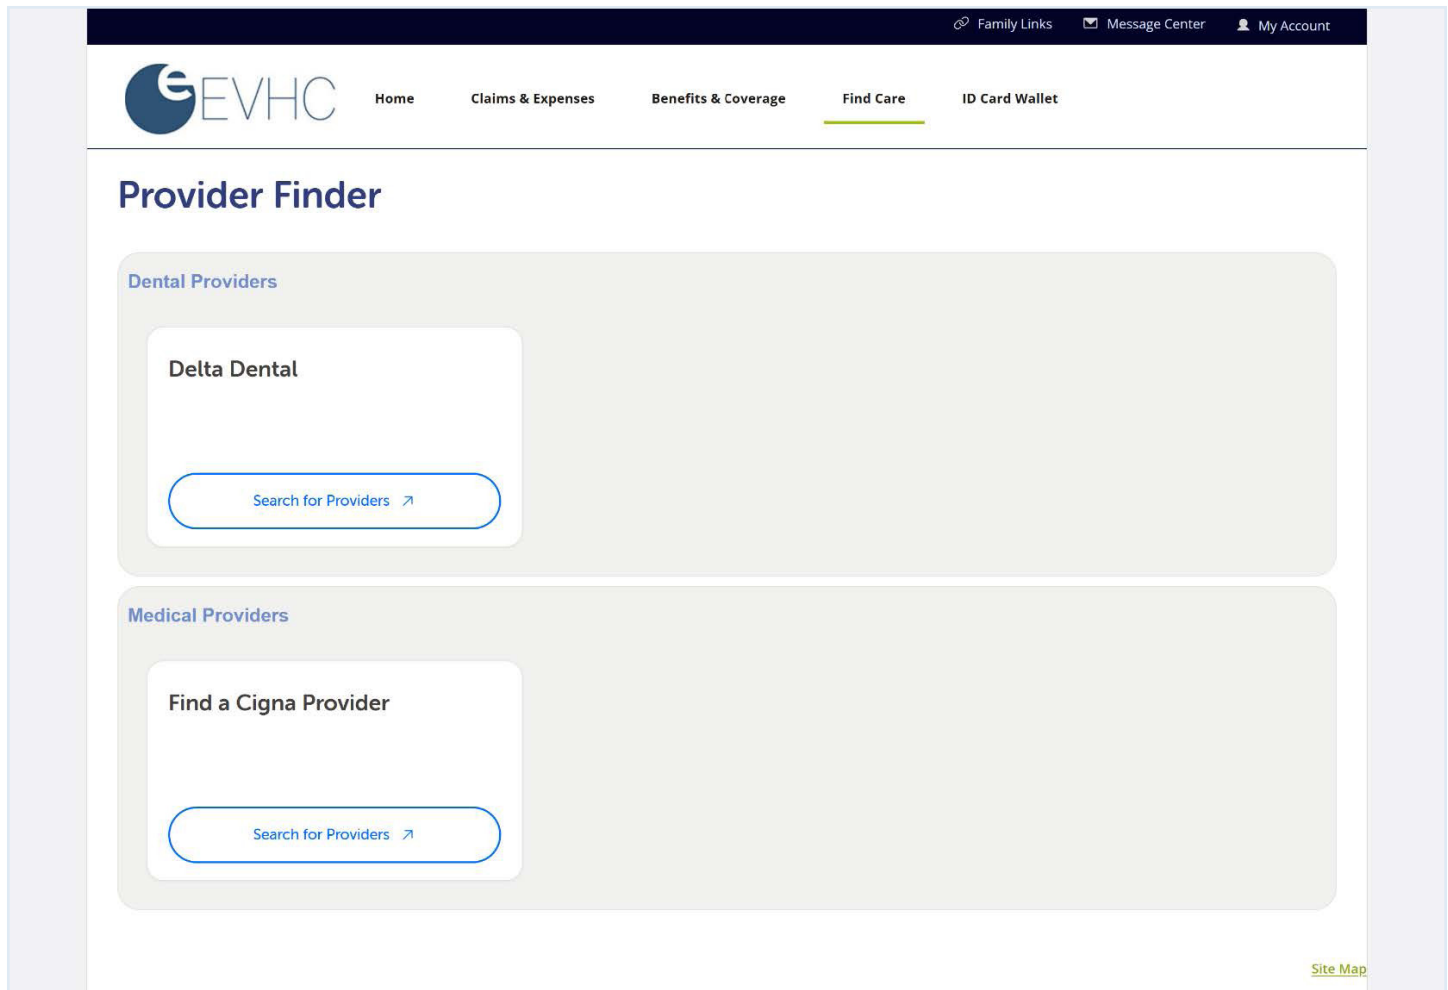 Family Links Message Center My Account
e EVHC Home Claims & Expenses Benefits & Coverage Find Care ID Card Wallet
Provider Finder
Dental Providers
Delta Dental
Search for Providers
Medical Providers
Find a Cigna Provider
Search for Providers
Site Map